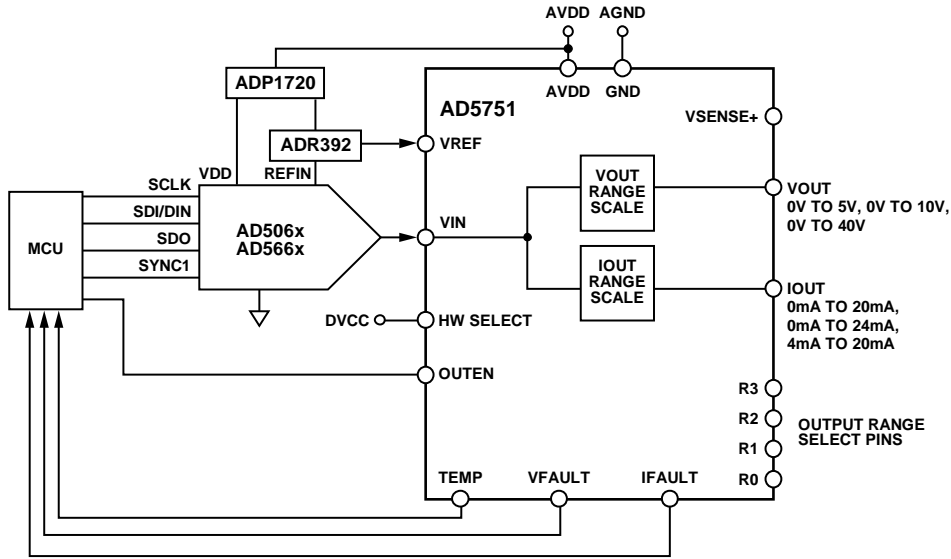 AVDD
AGND
ADP1720
AVDD
GND
AD5751
VSENSE+
ADR392
VREF
VDD
REFIN
SCLK
SDI/DIN
SDO
SYNC1
MCU
AD506x
AD566x
VIN
VOUT
RANGE
SCALE
VOUT
0V TO 5V, 0V TO 10V,
0V TO 40V
IOUT
RANGE
SCALE
IOUT
0mA TO 20mA,
0mA TO 24mA,
4mA TO 20mA
DVCC
HW SELECT
OUTEN
R3
R2
R1
R0
OUTPUT RANGE
SELECT PINS
TEMP
VFAULT
IFAULT